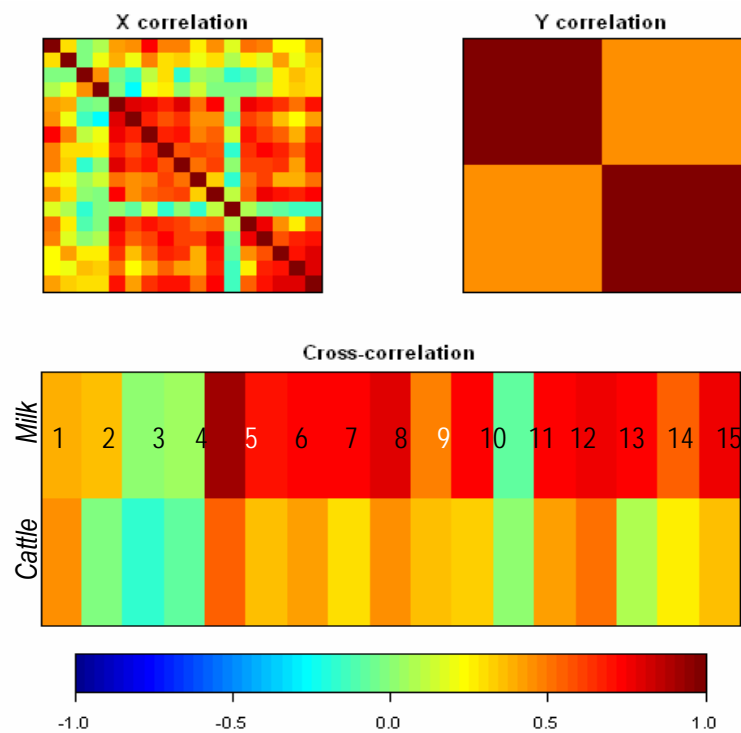 X correlation
Y correlation
Cross-correlation
Milk
1 2 3 4 5 6 7 8 9 10 11 12 13 14 15
Cattle
-1.0 -0.5 0.0 0.5 1.0